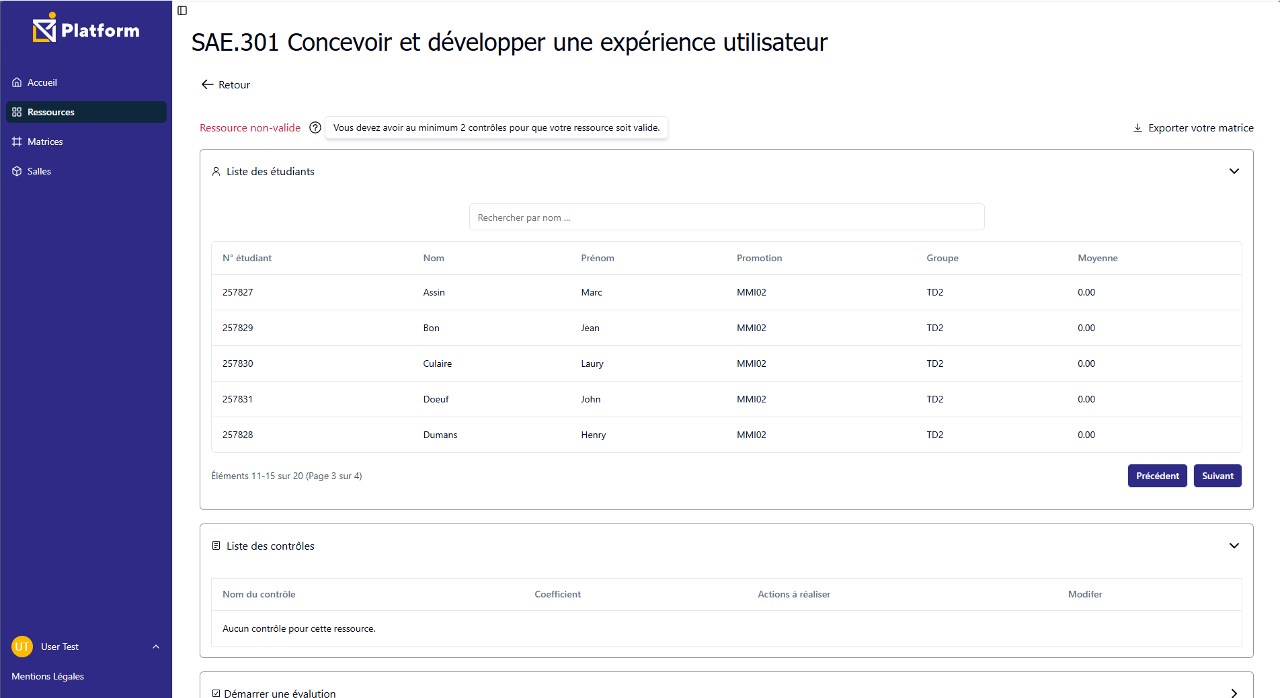 Platform
SAE.301 Concevoir et développer une expérience utilisateur
Accueil
Ressources
Matrices
Salles
Retour
Ressource non-valide ? Vous devez avoir au minimum 2 contrôles pour que votre ressource soit valide. Exporter votre matrice
Liste des étudiants
Rechercher par nom ...
N° étudiant Nom Prénom Promotion Groupe Moyenne
257827 Assin Marc MMI02 TD2 0.00
257829 Bon Jean MMI02 TD2 0.00
257830 Culaire Laury MMI02 TD2 0.00
257831 Doeuf John MMI02 TD2 0.00
257828 Dumans Henry MMI02 TD2 0.00
Éléments 11-15 sur 20 (Page 3 sur 4) Précédent Suivant
Liste des contrôles
Nom du contrôle Coefficient Actions à réaliser Modifer
Aucun contrôle pour cette ressource.
Démarrer une évalution
UT User Test
Mentions Légales